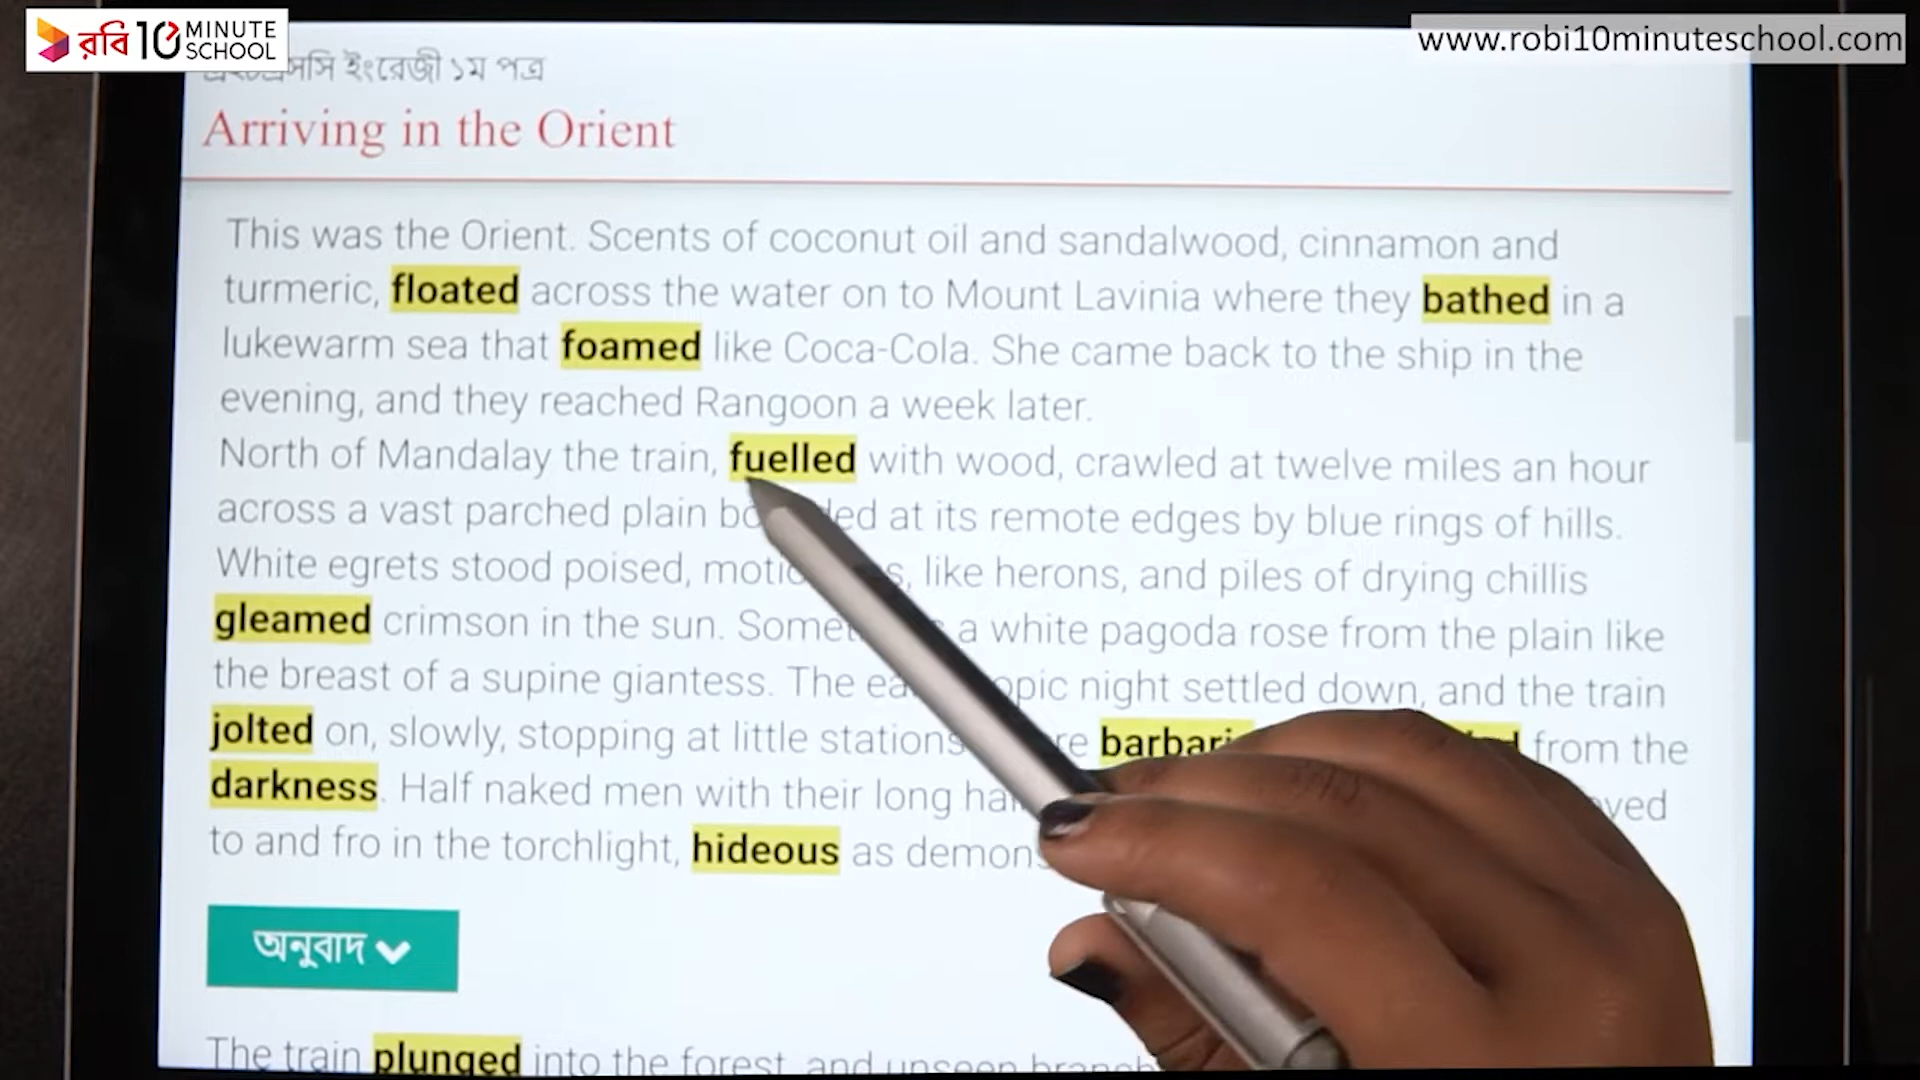 রবি 10 MINUTE SCHOOL
www.robi10minuteschool.com
ইংরেজী ১ম পত্র
Arriving in the Orient
This was the Orient. Scents of coconut oil and sandalwood, cinnamon and
turmeric, floated across the water on to Mount Lavinia where they bathed in a
lukewarm sea that foamed like Coca-Cola. She came back to the ship in the
evening, and they reached Rangoon a week later.
North of Mandalay the train, fuelled with wood, crawled at twelve miles an hour
across a vast parched plain at its remote edges by blue rings of hills.
White egrets stood poised, like herons, and piles of drying chillis
gleamed crimson in the sun. a white pagoda rose from the plain like
the breast of a supine giantess. The night settled down, and the train
jolted on, slowly, stopping at little stations from the
darkness. Half naked men with their long
to and fro in the torchlight, hideous as demons
অনুবাদ
The train plunged into the forest, and unseen